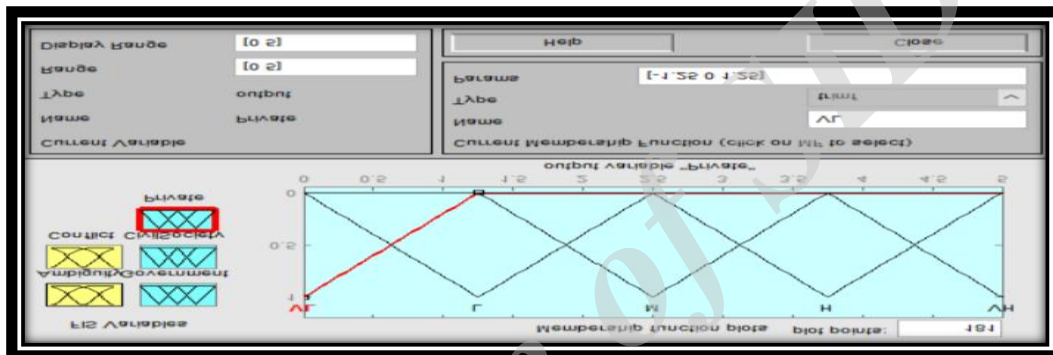 FIS Variables
Membership function plots
plot points:
181
VL
L
M
H
VH
Ambiguity
Government
Conflict
CivilSociety
Private
1
0.5
0
0
0.5
1
1.5
2
2.5
3
3.5
4
4.5
5
output variable "Private"
Current Variable
Name
Private
Type
output
Range
[0 5]
Display Range
[0 5]
Current Membership Function (click on MF to select)
Name
VL
Type
trimf
Params
[-1.25 0 1.25]
Help
Close
of